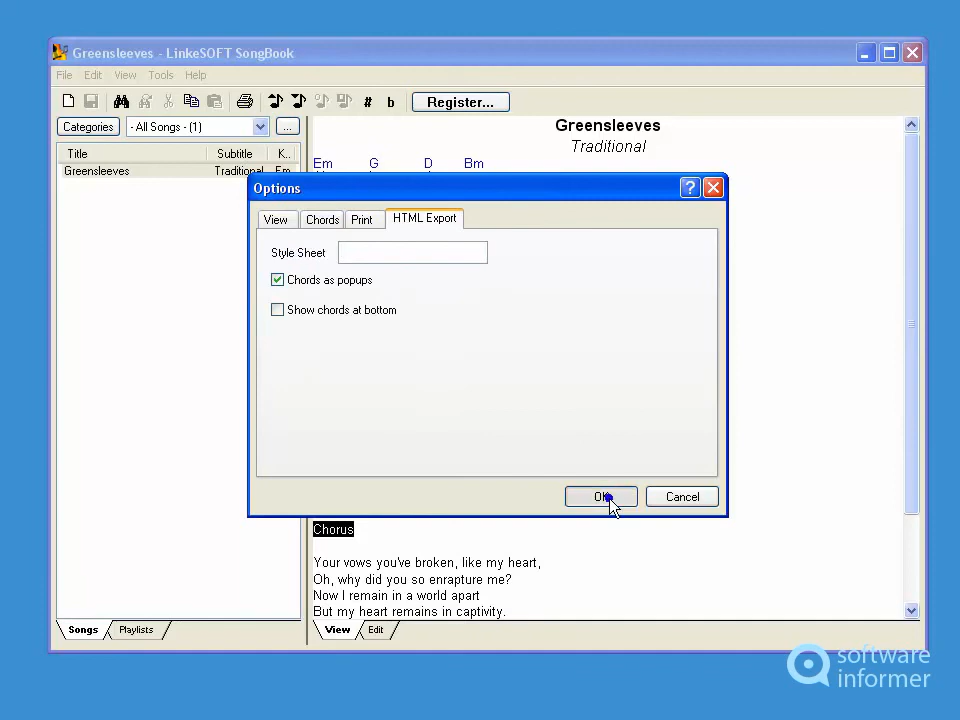 Greensleeves - LinkeSOFT SongBook
File Edit View Tools Help
# b Register...
Categories - All Songs - (1) ...
Title Subtitle K..
Greensleeves Traditional Em
Greensleeves
Traditional
Em G D Bm
Options
View Chords Print HTML Export
Style Sheet
Chords as popups
Show chords at bottom
OK Cancel
Chorus
Your vows you've broken, like my heart,
Oh, why did you so enrapture me?
Now I remain in a world apart
But my heart remains in captivity.
Songs Playlists
View Edit
software
informer